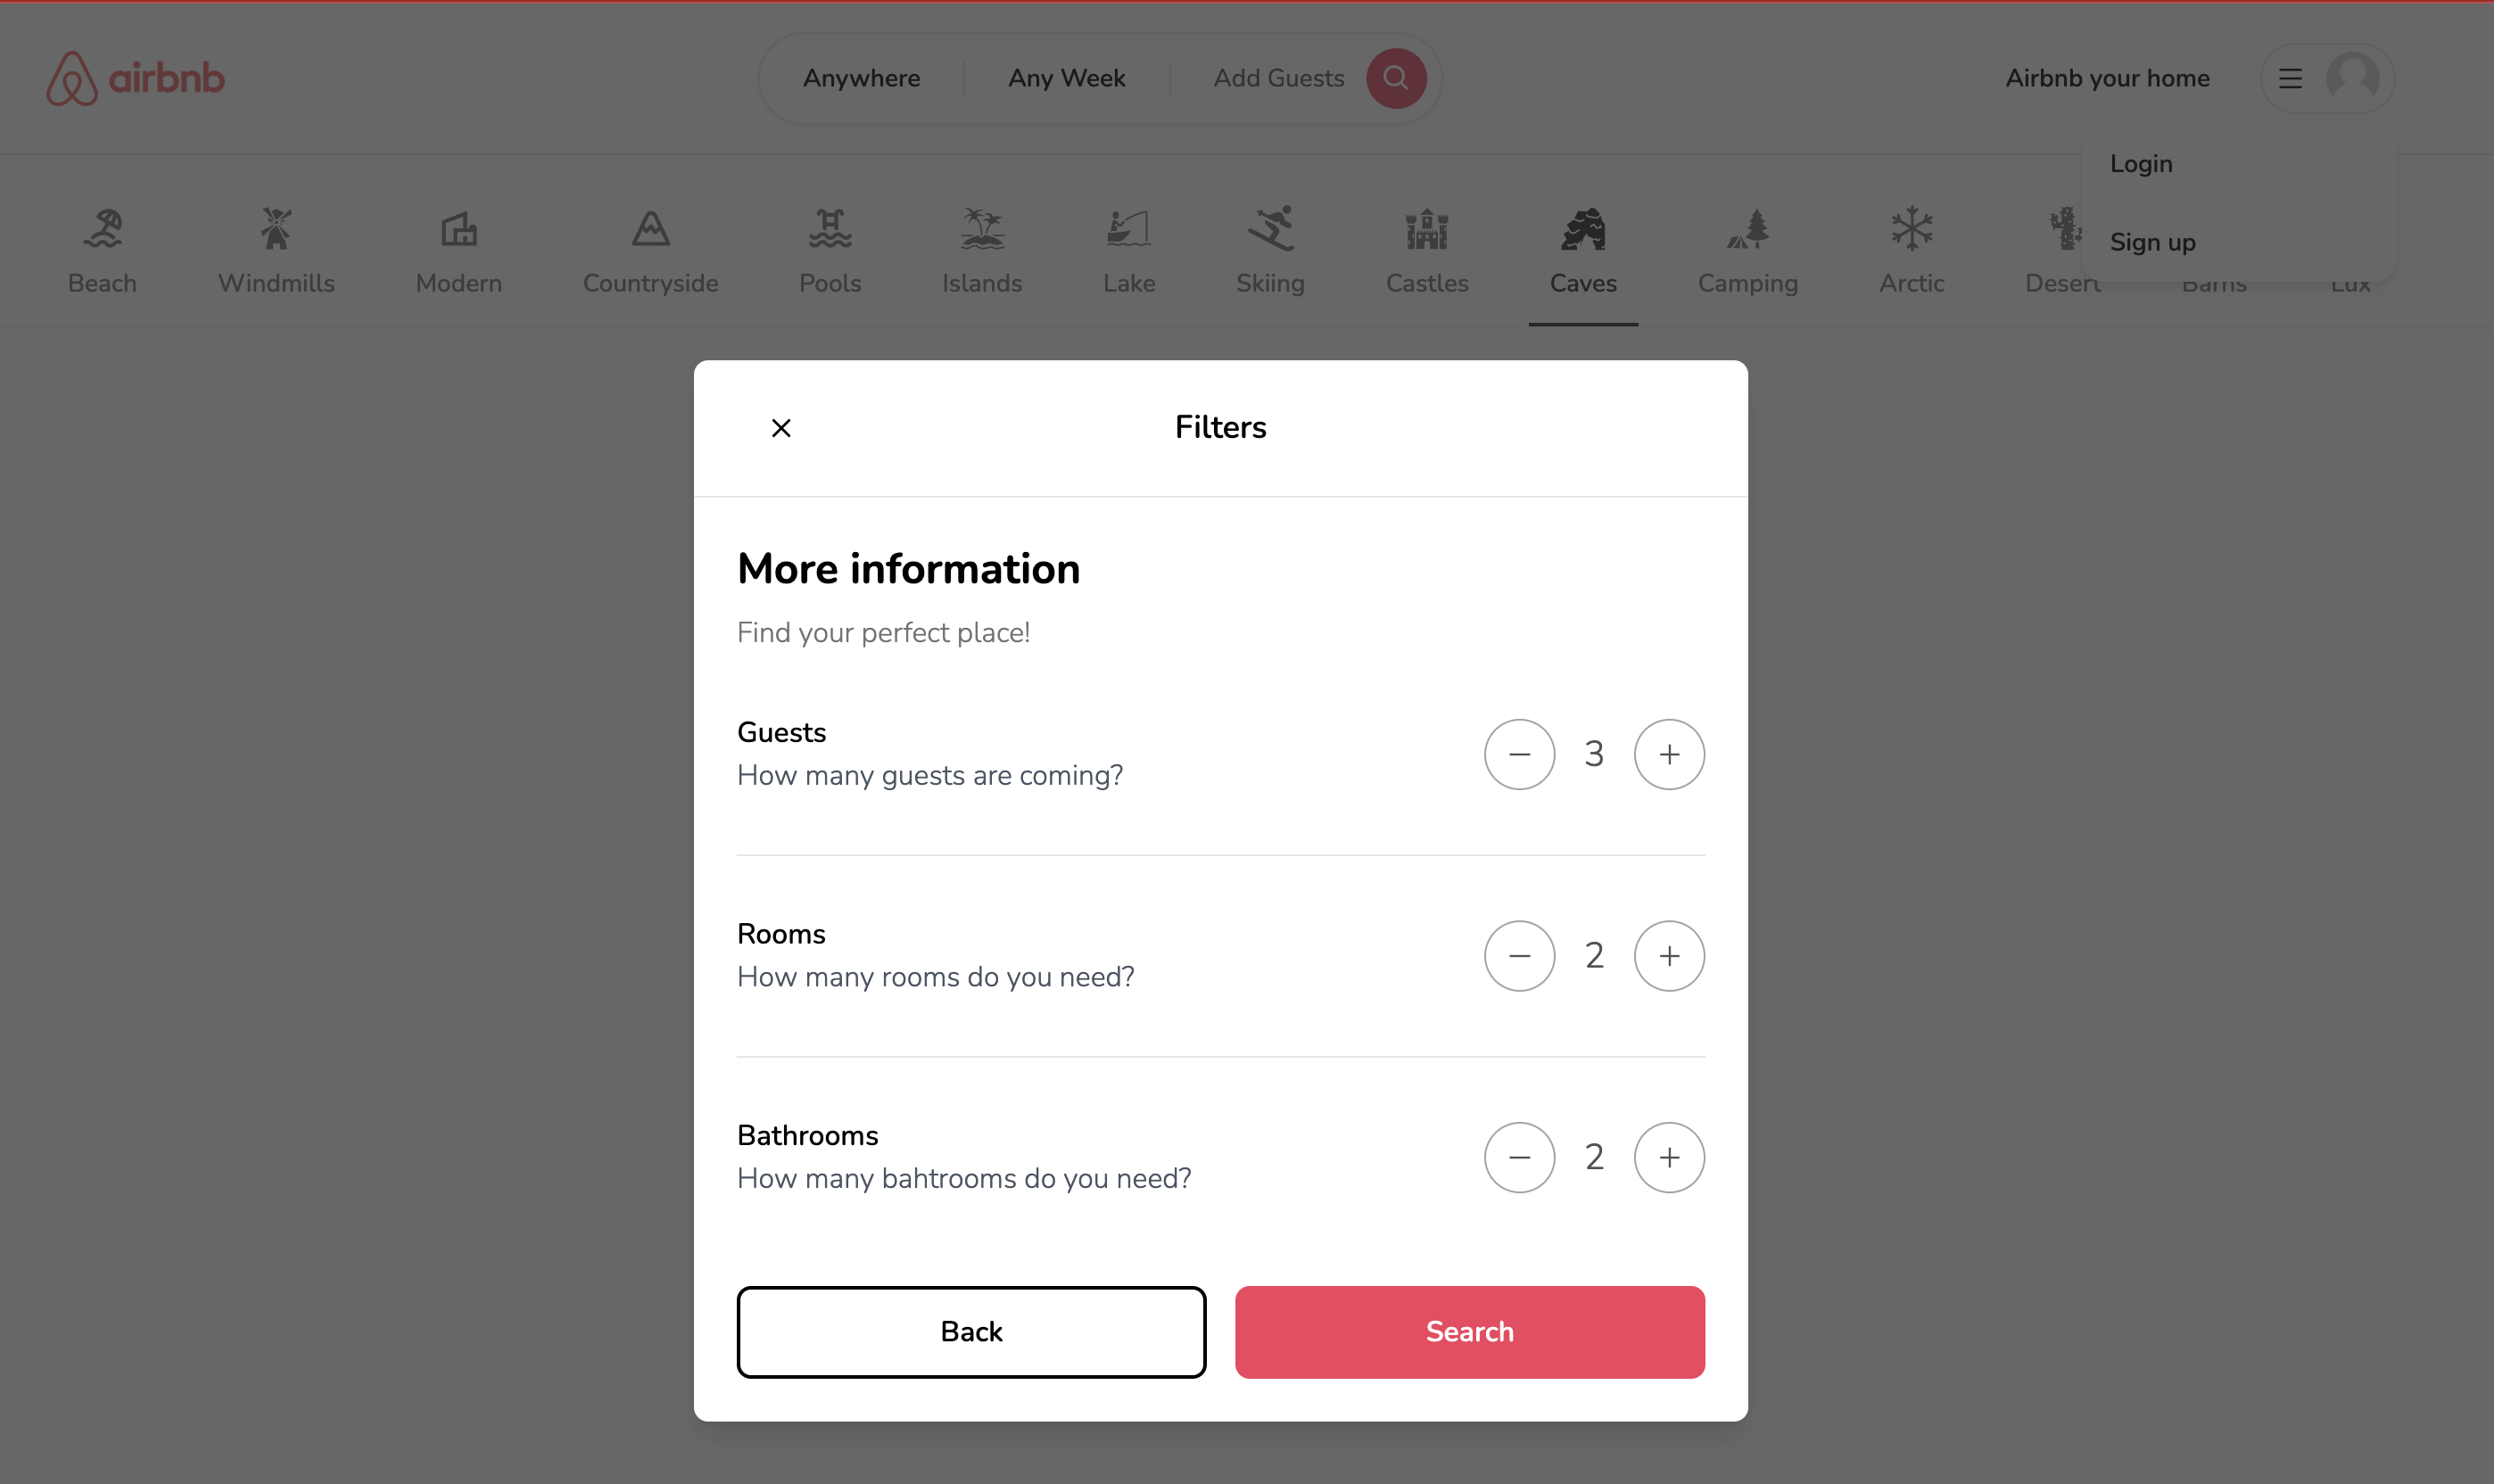 airbnb
Anywhere
Any Week
Add Guests
Airbnb your home
Login
Sign up
Beach
Windmills
Modern
Countryside
Pools
Islands
Lake
Skiing
Castles
Caves
Camping
Arctic
Desert
Barns
Lux
Filters
More information
Find your perfect place!
Guests
How many guests are coming?
3
Rooms
How many rooms do you need?
2
Bathrooms
How many bahtrooms do you need?
2
Back
Search